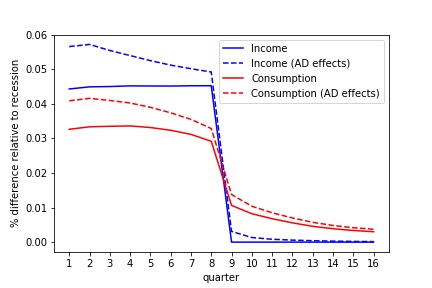 0.06
0.05
0.04
0.03
0.02
0.01
0.00
% difference relative to recession
Income
Income (AD effects)
Consumption
Consumption (AD effects)
1 2 3 4 5 6 7 8 9 10 11 12 13 14 15 16
quarter